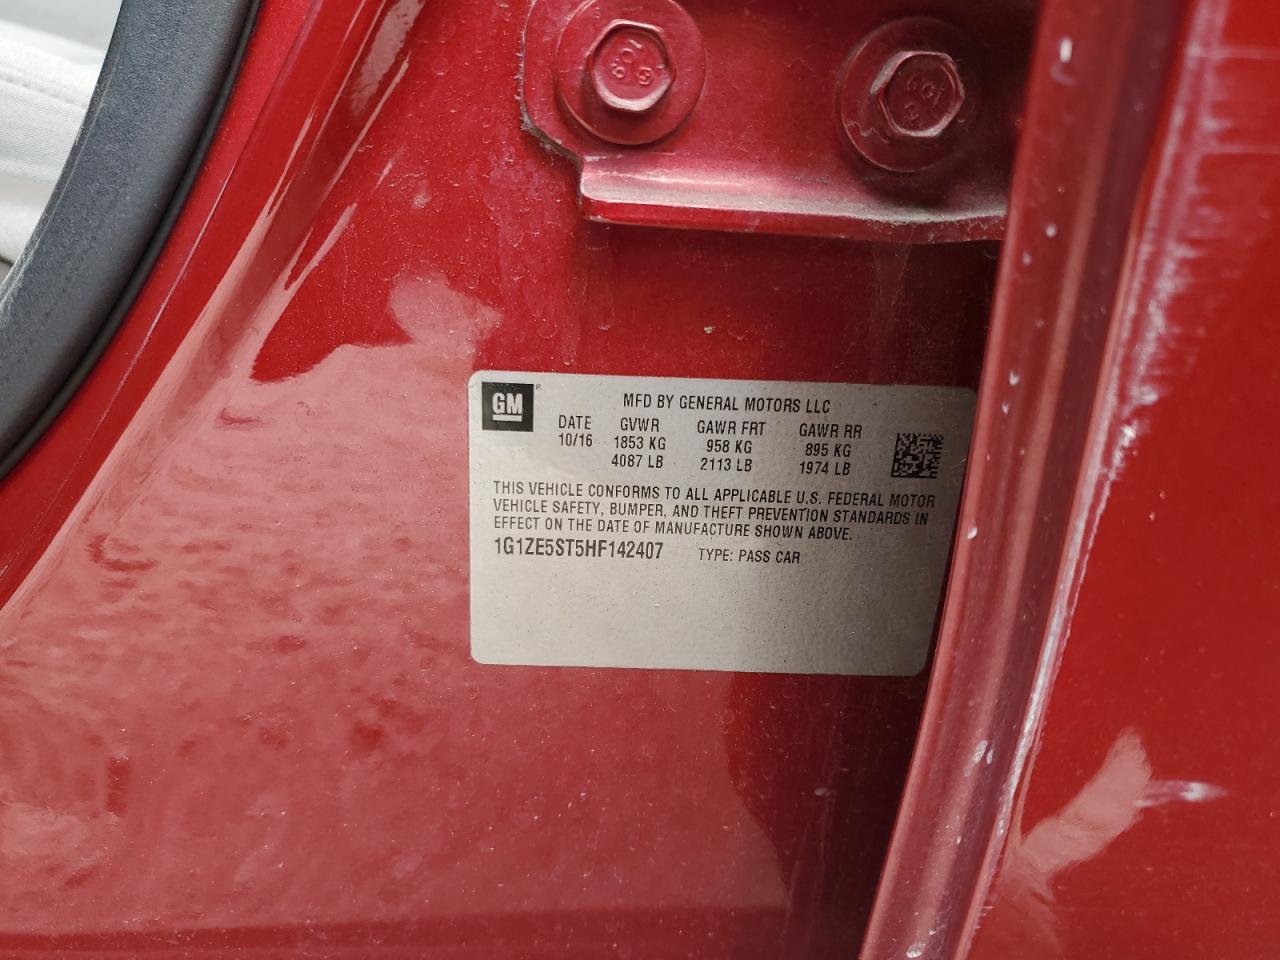 GM
MFD BY GENERAL MOTORS LLC
DATE GVWR GAWR FRT GAWR RR
10/16 1853 KG 958 KG 895 KG
4087 LB 2113 LB 1974 LB
THIS VEHICLE CONFORMS TO ALL APPLICABLE U.S. FEDERAL MOTOR
VEHICLE SAFETY, BUMPER, AND THEFT PREVENTION STANDARDS IN
EFFECT ON THE DATE OF MANUFACTURE SHOWN ABOVE.
1G1ZE5ST5HF142407 TYPE: PASS CAR